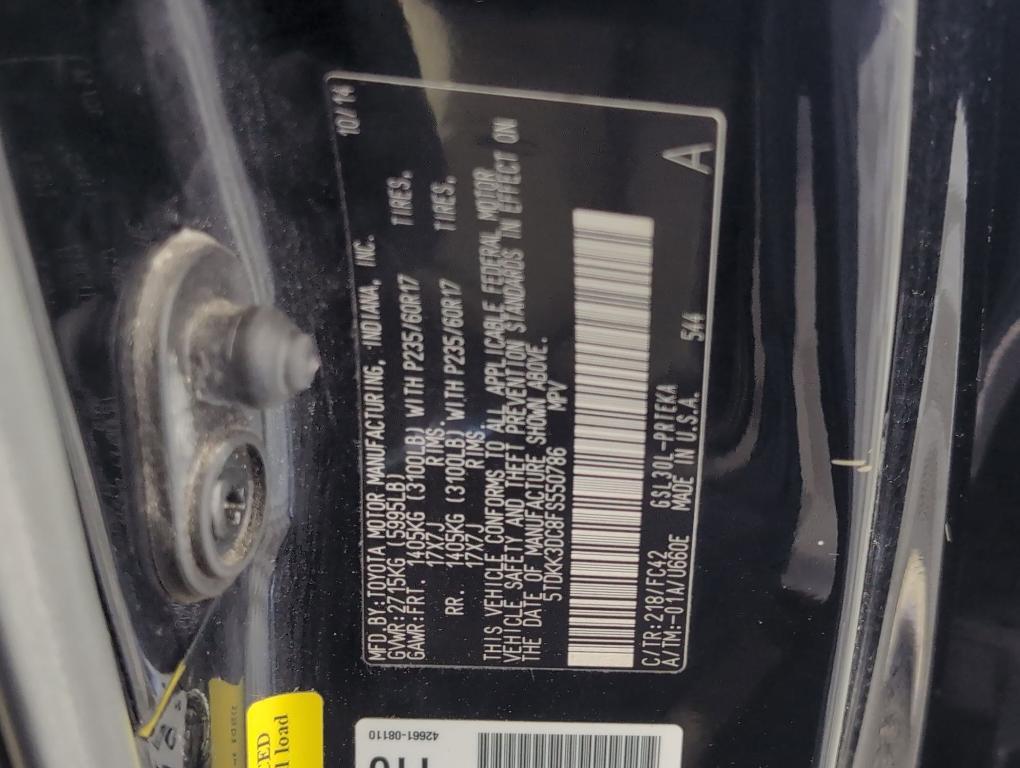 MFD.BY:TOYOTA MOTOR MANUFACTURING, INDIANA, INC. 10/14
GVWR:2715KG (5995LB)
GAWR:FRT. 1405KG (3100LB) WITH P235/60R17 TIRES,
17X7J RIMS.
RR. 1405KG (3100LB) WITH P235/60R17 TIRES,
17X7J RIMS.
THIS VEHICLE CONFORMS TO ALL APPLICABLE FEDERAL MOTOR
VEHICLE SAFETY AND THEFT PREVENTION STANDARDS IN EFFECT ON
THE DATE OF MANUFACTURE SHOWN ABOVE.
5TDKK3DC8FS550786 MPV
C/TR:218/FC42 GSL30L-PRTEKA A
A/TM:-01A/U660E MADE IN U.S.A. 544
42661-08110
load